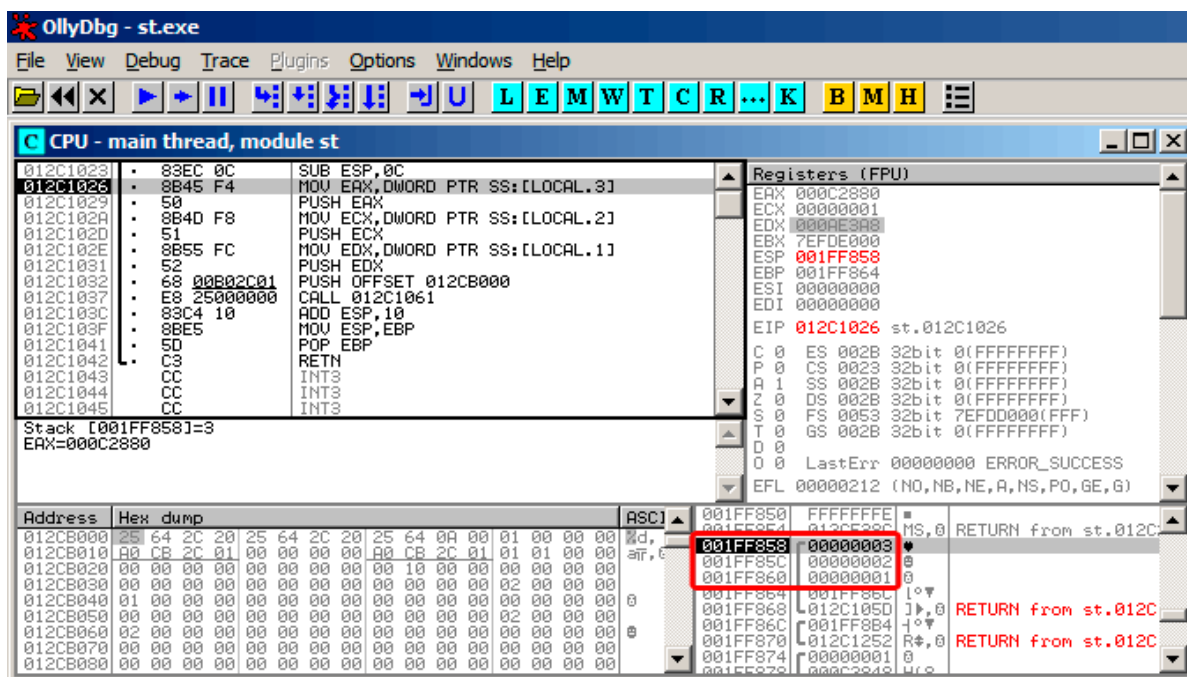 OllyDbg - st.exe
File View Debug Trace Plugins Options Windows Help
L E M W T C R ... K B M H
C CPU - main thread, module st
012C1023 · 83EC 0C SUB ESP,0C
012C1026 · 8B45 F4 MOV EAX,DWORD PTR SS:[LOCAL.3]
012C1029 · 50 PUSH EAX
012C102A · 8B4D F8 MOV ECX,DWORD PTR SS:[LOCAL.2]
012C102D · 51 PUSH ECX
012C102E · 8B55 FC MOV EDX,DWORD PTR SS:[LOCAL.1]
012C1031 · 52 PUSH EDX
012C1032 · 68 00B02C01 PUSH OFFSET 012CB000
012C1037 · E8 25000000 CALL 012C1061
012C103C · 83C4 10 ADD ESP,10
012C103F · 8BE5 MOV ESP,EBP
012C1041 · 5D POP EBP
012C1042 · C3 RETN
012C1043 CC INT3
012C1044 CC INT3
012C1045 CC INT3
Stack [001FF858]=3
EAX=000C2880
Registers (FPU)
EAX 000C2880
ECX 00000001
EDX 000AE3A8
EBX 7EFDE000
ESP 001FF858
EBP 001FF864
ESI 00000000
EDI 00000000
EIP 012C1026 st.012C1026
C 0 ES 002B 32bit 0(FFFFFFFF)
P 0 CS 0023 32bit 0(FFFFFFFF)
A 1 SS 002B 32bit 0(FFFFFFFF)
Z 0 DS 002B 32bit 0(FFFFFFFF)
S 0 FS 0053 32bit 7EFDD000(FFF)
T 0 GS 002B 32bit 0(FFFFFFFF)
D 0
O 0 LastErr 00000000 ERROR_SUCCESS
EFL 00000212 (NO,NB,NE,A,NS,PO,GE,G)
Address Hex dump ASCI
012CB000 25 64 2C 20 25 64 2C 20 25 64 0A 00 01 00 00 00 %d,
012CB010 A0 CB 2C 01 00 00 00 00 A0 CB 2C 01 01 01 00 00
012CB020 00 00 00 00 00 00 00 00 00 10 00 00 00 00 00 00
012CB030 00 00 00 00 00 00 00 00 00 00 00 00 02 00 00 00
012CB040 01 00 00 00 00 00 00 00 00 00 00 00 00 00 00 00
012CB050 00 00 00 00 00 00 00 00 00 00 00 00 02 00 00 00
012CB060 02 00 00 00 00 00 00 00 00 00 00 00 00 00 00 00
012CB070 00 00 00 00 00 00 00 00 00 00 00 00 00 00 00 00
012CB080 00 00 00 00 00 00 00 00 00 00 00 00 00 00 00 00
001FF850 FFFFFFFE
001FF854 RETURN from st.012C
001FF858 00000003 ♥
001FF85C 00000002
001FF860 00000001
001FF864
001FF868 012C105D RETURN from st.012C
001FF86C 001FF8B4
001FF870 012C1252 RETURN from st.012C
001FF874 00000001